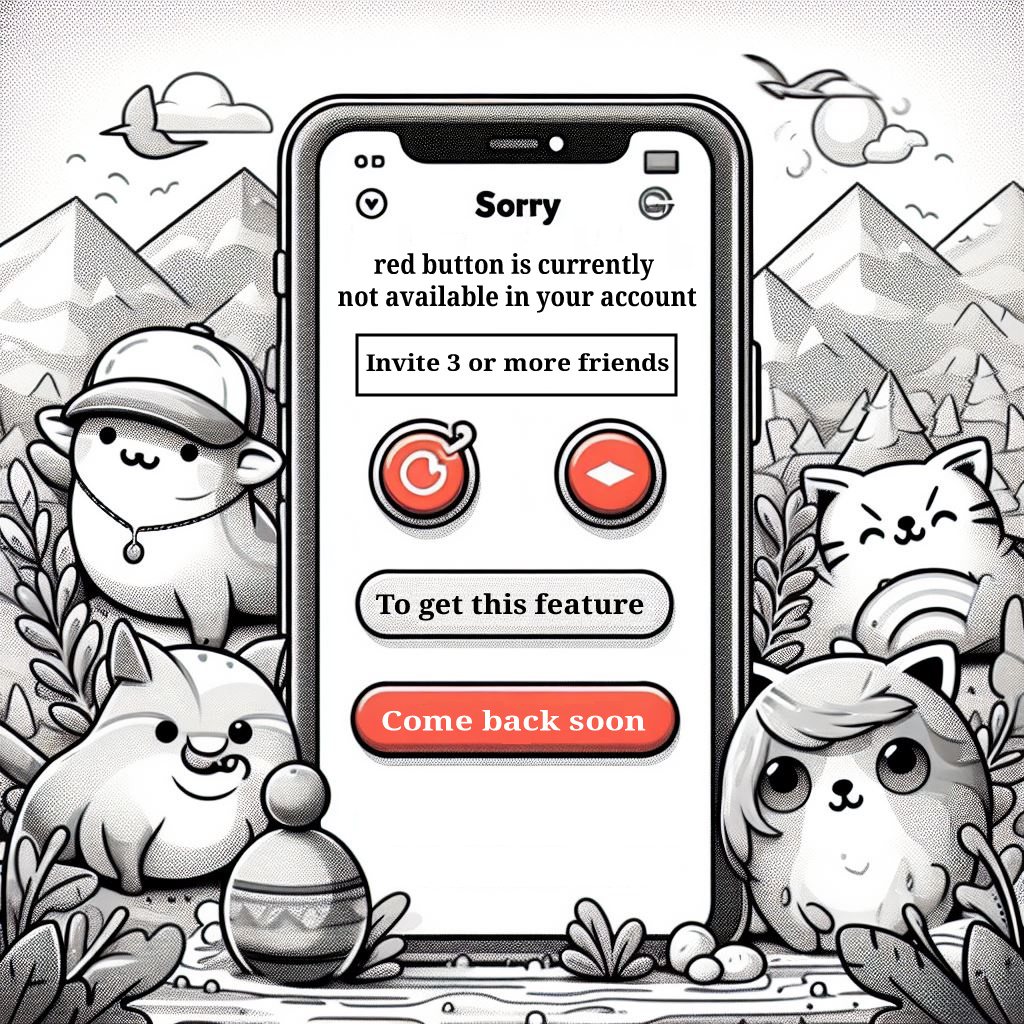 Sorry
red button is currently
not available in your account
Invite 3 or more friends
To get this feature
Come back soon